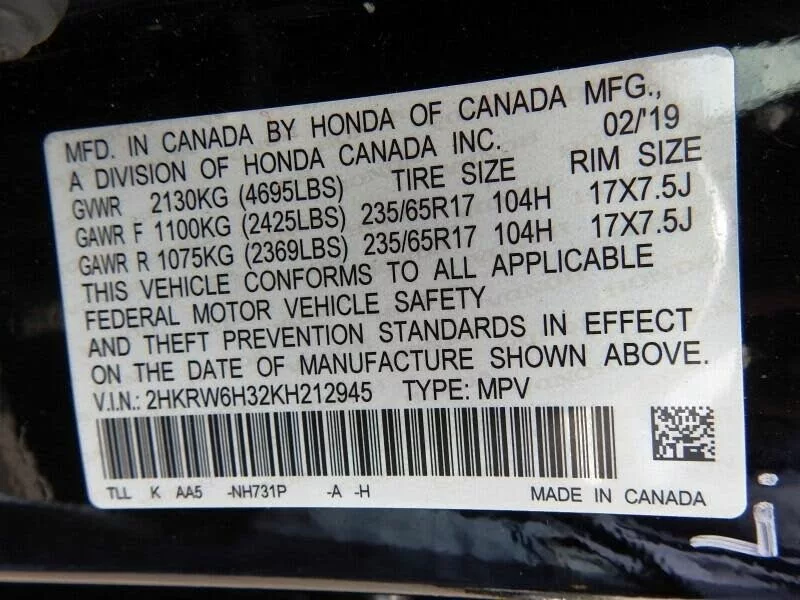 MFD. IN CANADA BY HONDA OF CANADA MFG.,
A DIVISION OF HONDA CANADA INC. 02/'19
GVWR 2130KG (4695LBS) TIRE SIZE RIM SIZE
GAWR F 1100KG (2425LBS) 235/65R17 104H 17X7.5J
GAWR R 1075KG (2369LBS) 235/65R17 104H 17X7.5J
THIS VEHICLE CONFORMS TO ALL APPLICABLE
FEDERAL MOTOR VEHICLE SAFETY
AND THEFT PREVENTION STANDARDS IN EFFECT
ON THE DATE OF MANUFACTURE SHOWN ABOVE.
V.I.N.: 2HKRW6H32KH212945 TYPE: MPV
TLL K AA5 -NH731P -A -H MADE IN CANADA